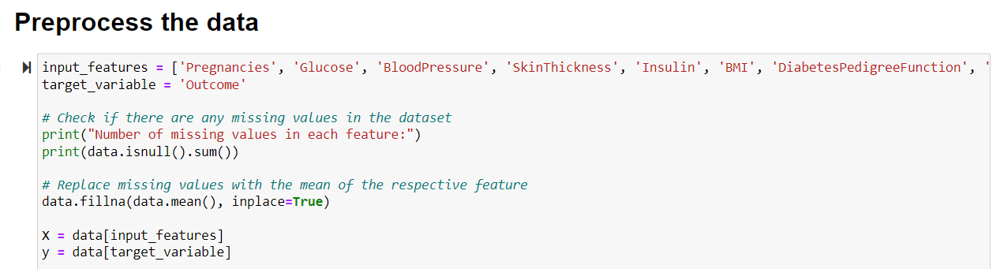 Preprocess the data
input_features = ['Pregnancies', 'Glucose', 'BloodPressure', 'SkinThickness', 'Insulin', 'BMI', 'DiabetesPedigreeFunction', '
target_variable = 'Outcome'
# Check if there are any missing values in the dataset
print("Number of missing values in each feature:")
print(data.isnull().sum())
# Replace missing values with the mean of the respective feature
data.fillna(data.mean(), inplace=True)
X = data[input_features]
y = data[target_variable]